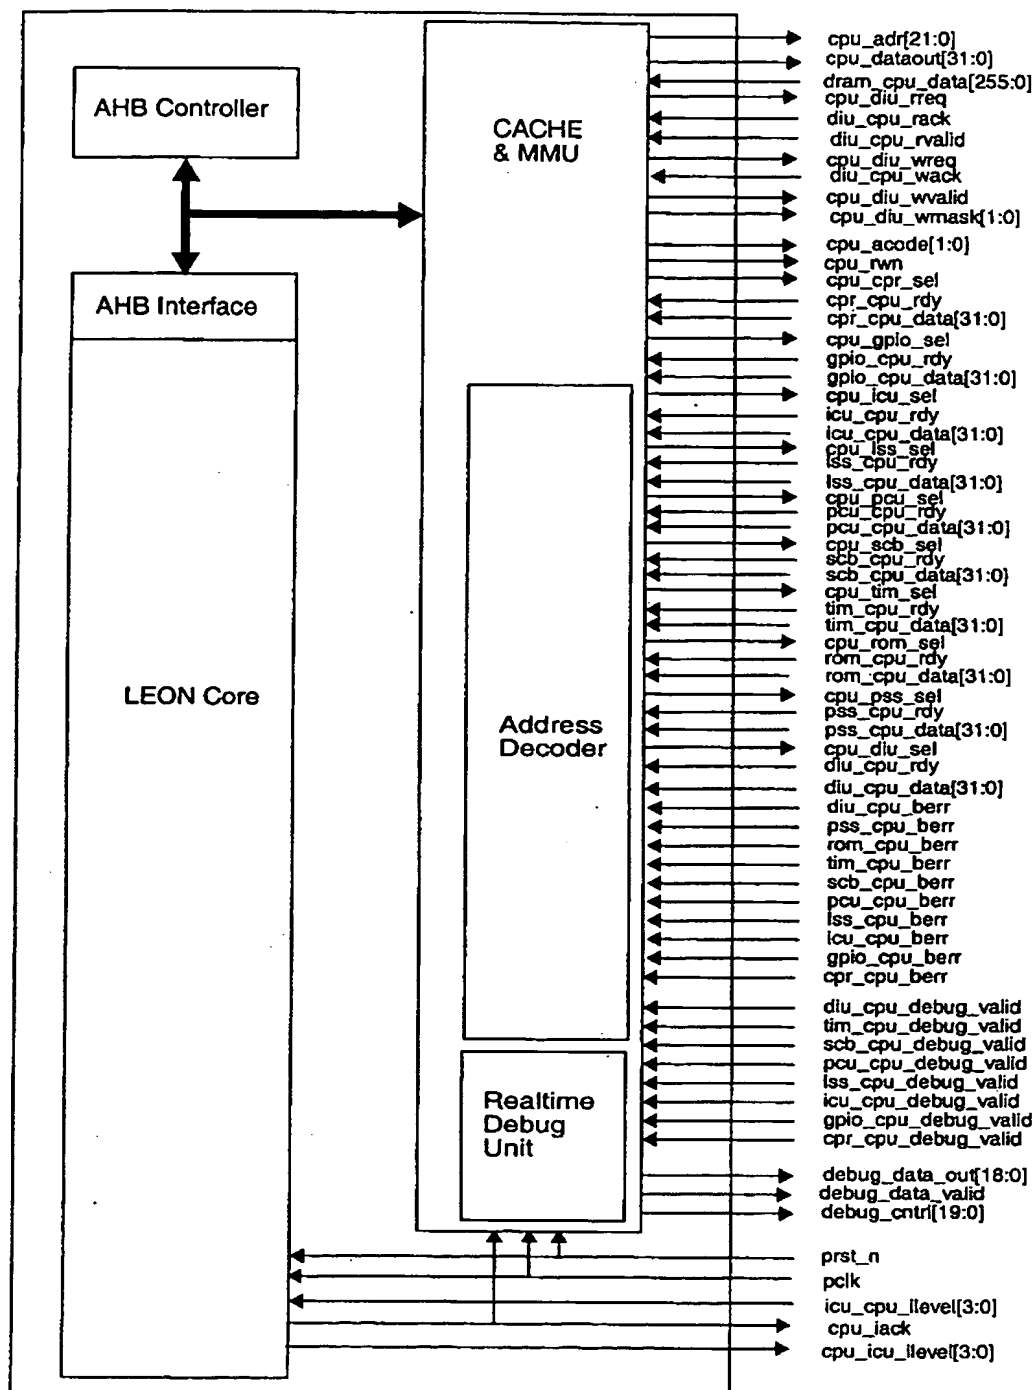 AHB Controller
AHB Interface
LEON Core
CACHE
& MMU
Address
Decoder
Realtime
Debug
Unit
cpu_adr[21:0]
cpu_dataout[31:0]
dram_cpu_data[255:0]
cpu_diu_rreq
diu_cpu_rack
diu_cpu_rvalid
cpu_diu_wreq
diu_cpu_wack
cpu_diu_wvalid
cpu_diu_wmask[1:0]
cpu_acode[1:0]
cpu_rwn
cpu_cpr_sel
cpr_cpu_rdy
cpr_cpu_data[31:0]
cpu_gpio_sel
gpio_cpu_rdy
gpio_cpu_data[31:0]
cpu_icu_sel
icu_cpu_rdy
icu_cpu_data[31:0]
cpu_lss_sel
lss_cpu_rdy
lss_cpu_data[31:0]
cpu_pcu_sel
pcu_cpu_rdy
pcu_cpu_data[31:0]
cpu_scb_sel
scb_cpu_rdy
scb_cpu_data[31:0]
cpu_tim_sel
tim_cpu_rdy
tim_cpu_data[31:0]
cpu_rom_sel
rom_cpu_rdy
rom_cpu_data[31:0]
cpu_pss_sel
pss_cpu_rdy
pss_cpu_data[31:0]
cpu_diu_sel
diu_cpu_rdy
diu_cpu_data[31:0]
diu_cpu_berr
pss_cpu_berr
rom_cpu_berr
tim_cpu_berr
scb_cpu_berr
pcu_cpu_berr
lss_cpu_berr
icu_cpu_berr
gpio_cpu_berr
cpr_cpu_berr
diu_cpu_debug_valid
tim_cpu_debug_valid
scb_cpu_debug_valid
pcu_cpu_debug_valid
lss_cpu_debug_valid
icu_cpu_debug_valid
gpio_cpu_debug_valid
cpr_cpu_debug_valid
debug_data_out[18:0]
debug_data_valid
debug_cntrl[19:0]
prst_n
pclk
icu_cpu_ilevel[3:0]
cpu_iack
cpu_icu_ilevel[3:0]